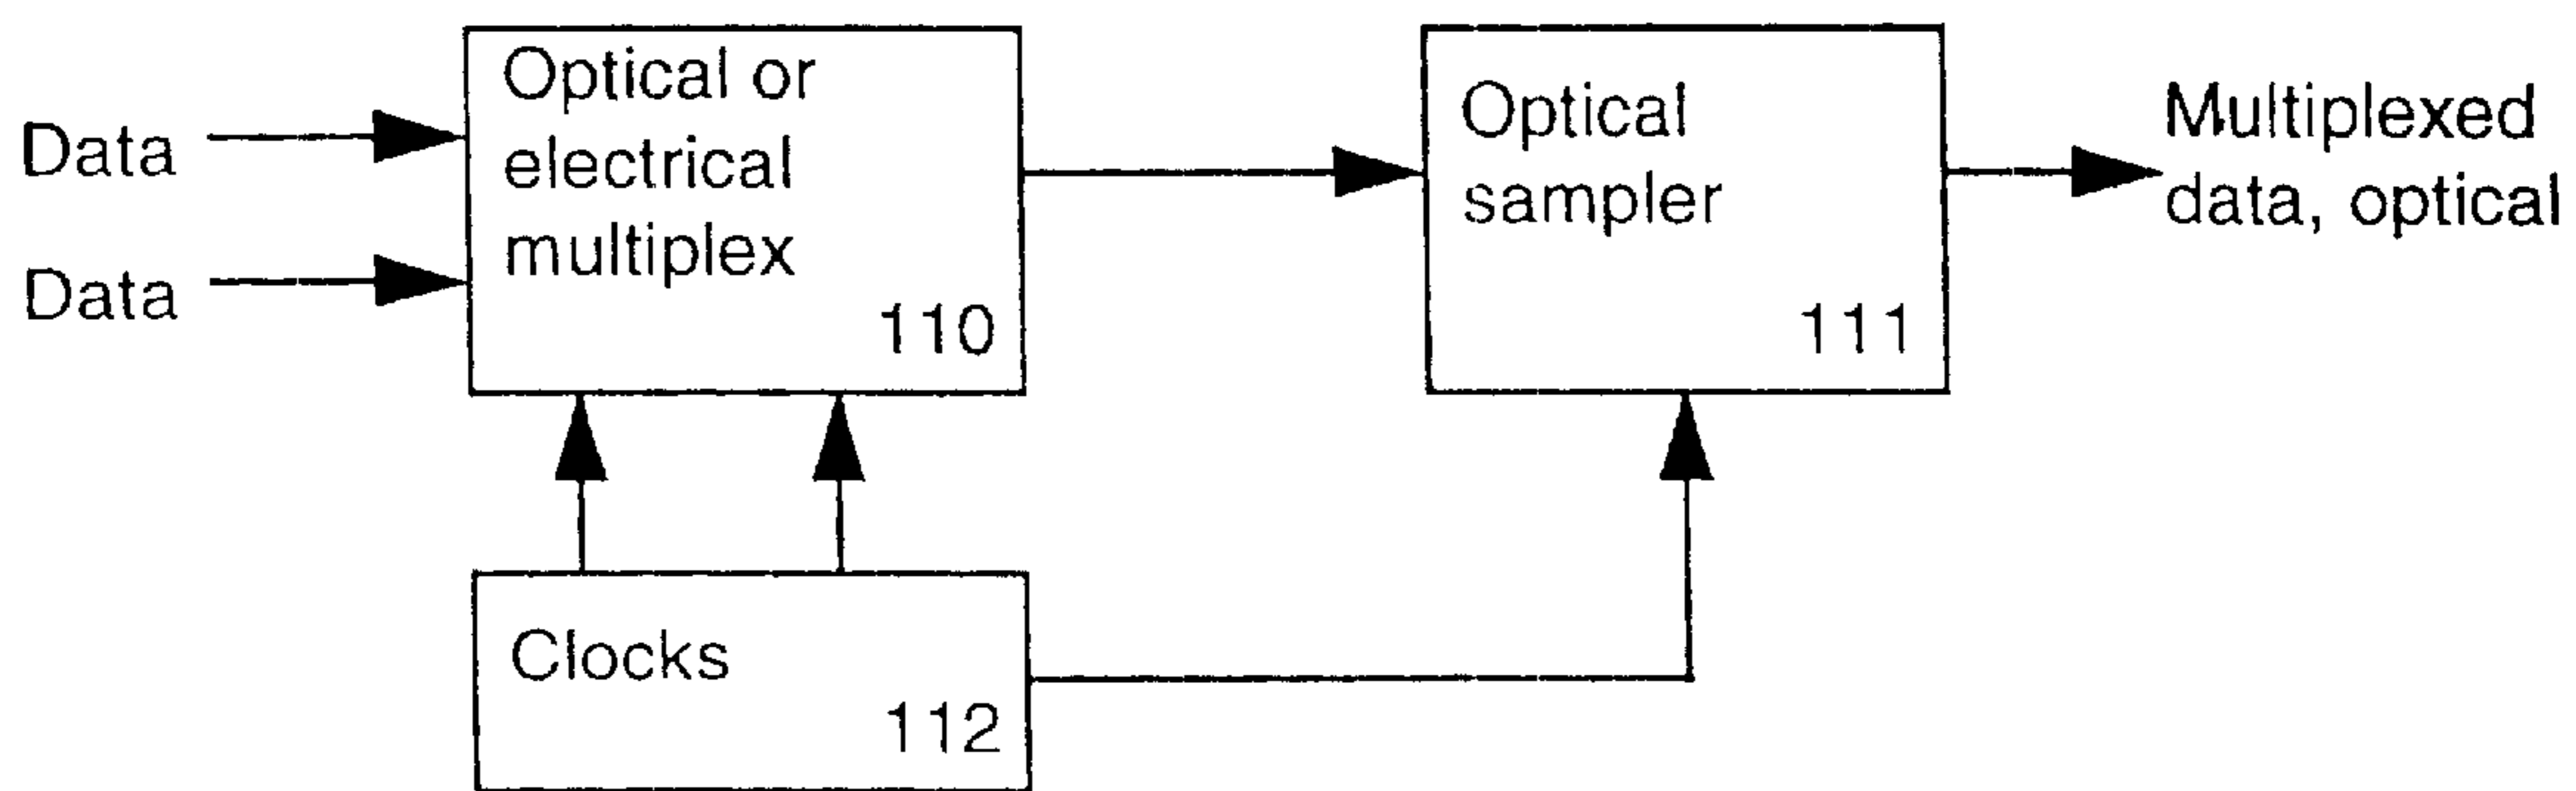 Data
Data
Optical or
electrical
multiplex
110
Optical
sampler
111
Multiplexed
data, optical
Clocks
112